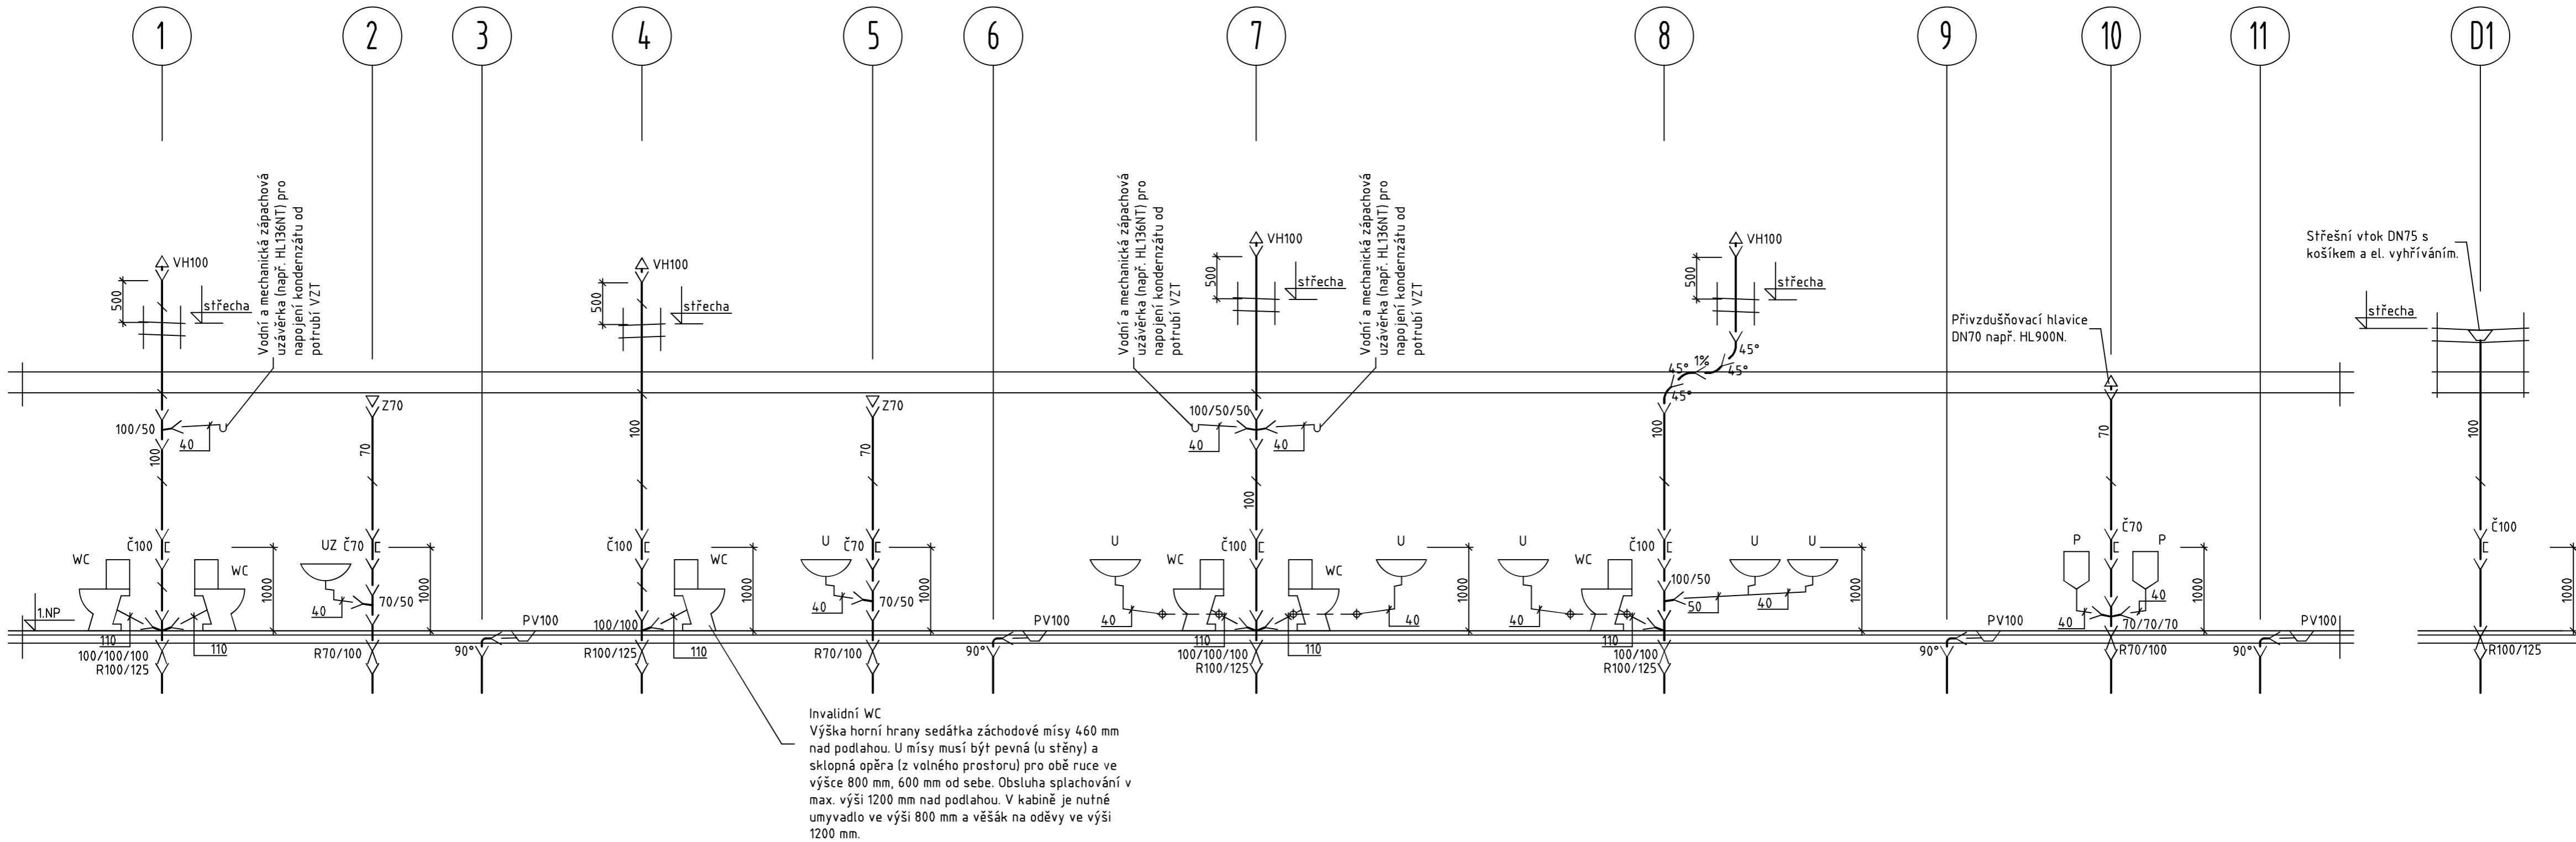 1
2
3
4
5
6
7
8
9
10
11
D1
VH100
500
střecha
Vodní a mechanická zápachová
uzávěrka (např. HL136NT) pro
napojení kondernzátu od
potrubí VZT
100/50
40
100
Č100
WC
WC
1000
1.NP
110
110
100/100/100
R100/125
Z70
70
UZ
Č70
40
70/50
1000
R70/100
90°
PV100
VH100
500
střecha
100
Č100
WC
1000
100/100
R100/125
110
Invalidní WC
Výška horní hrany sedátka záchodové mísy 460 mm
nad podlahou. U mísy musí být pevná (u stěny) a
sklopná opěra (z volného prostoru) pro obě ruce ve
výšce 800 mm, 600 mm od sebe. Obsluha splachování v
max. výši 1200 mm nad podlahou. V kabině je nutné
umyvadlo ve výši 800 mm a věšák na oděvy ve výši
1200 mm.
Z70
70
U
Č70
40
70/50
1000
R70/100
90°
PV100
Vodní a mechanická zápachová
uzávěrka (např. HL136NT) pro
napojení kondernzátu od
potrubí VZT
VH100
500
střecha
Vodní a mechanická zápachová
uzávěrka (např. HL136NT) pro
napojení kondernzátu od
potrubí VZT
100/50/50
40
40
100
U
WC
Č100
WC
U
1000
40
40
110
110
100/100/100
R100/125
VH100
500
střecha
45°
1%
45°
45°
45°
100
U
WC
Č100
U
U
100/50
50
40
1000
40
110
100/100
R100/125
90°
PV100
Přivzdušňovací hlavice
DN70 např. HL900N.
70
Č70
P
P
1000
40
40
70/70/70
R70/100
90°
PV100
Střešní vtok DN75 s
košíkem a el. vyhříváním.
střecha
100
Č100
1000
R100/125